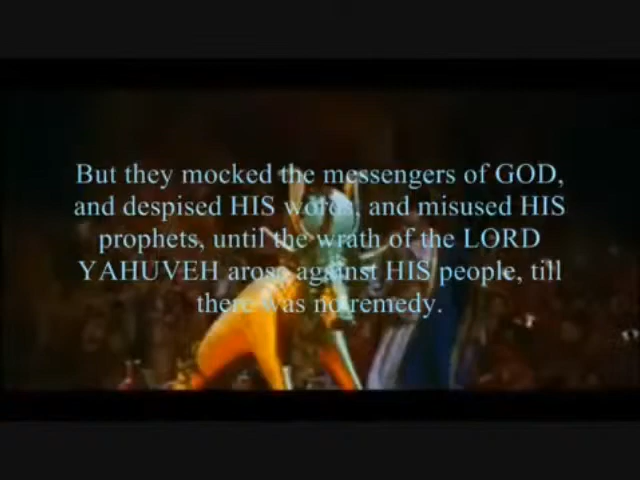 But they mocked the messengers of GOD,
and despised HIS words, and misused HIS
prophets, until the wrath of the LORD
YAHUVEH arose against HIS people, till
there was no remedy.